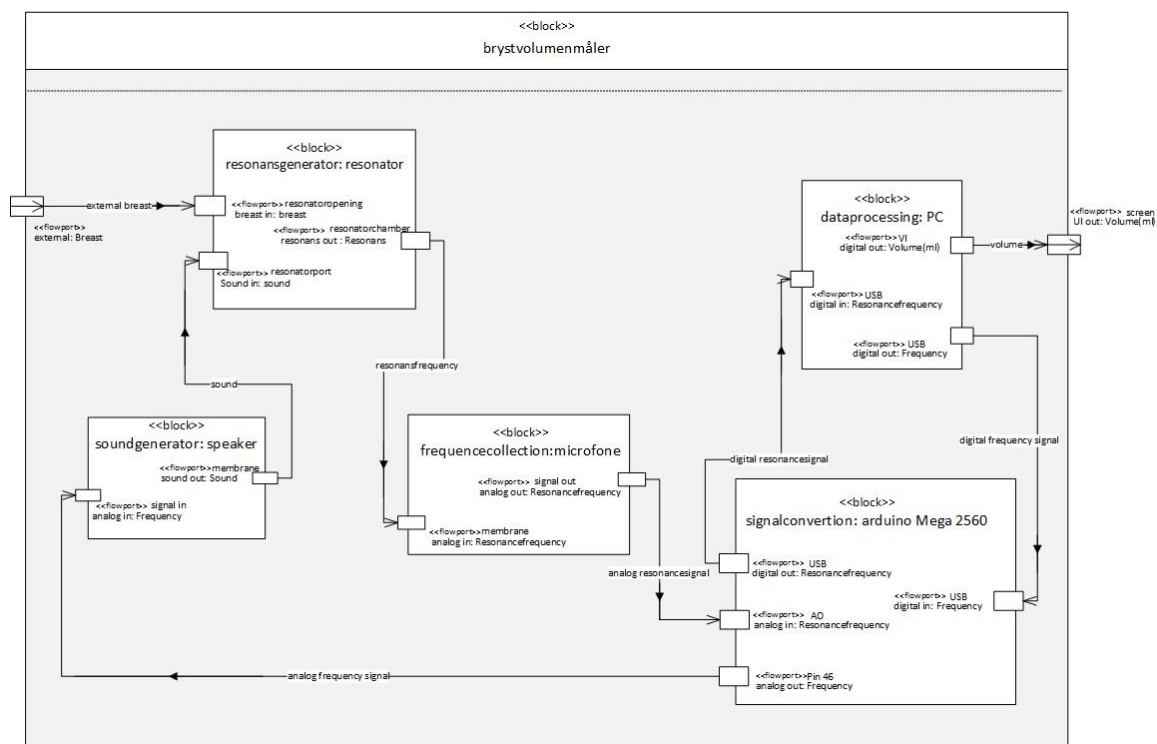 <<block>>
brystvolumenmåler
<<block>>
resonansgenerator: resonator
<<flowport>> resonatoropening
breast in: breast
<<flowport>> resonatorchamber
resonans out : Resonans
<<flowport>> resonatorport
Sound in: sound
external breast
<<flowport>>
external: Breast
<<block>>
dataprocessing: PC
<<flowport>> VI
digital out: Volume(ml)
<<flowport>> USB
digital in: Resonancefrequency
<<flowport>> USB
digital out: Frequency
volume
<<flowport>> screen
UI out: Volume(ml)
resonansfrequency
sound
<<block>>
soundgenerator: speaker
<<flowport>> membrane
sound out: Sound
<<flowport>> signal in
analog in: Frequency
<<block>>
frequencecollection:microfone
<<flowport>> signal out
analog out: Resonancefrequency
<<flowport>> membrane
analog in: Resonancefrequency
digital resonancesignal
digital frequency signal
<<block>>
signalconvertion: arduino Mega 2560
<<flowport>> USB
digital out: Resonancefrequency
<<flowport>> USB
digital in: Frequency
<<flowport>> AO
analog in: Resonancefrequency
<<flowport>>Pin 46
analog out: Frequency
analog resonancesignal
analog frequency signal